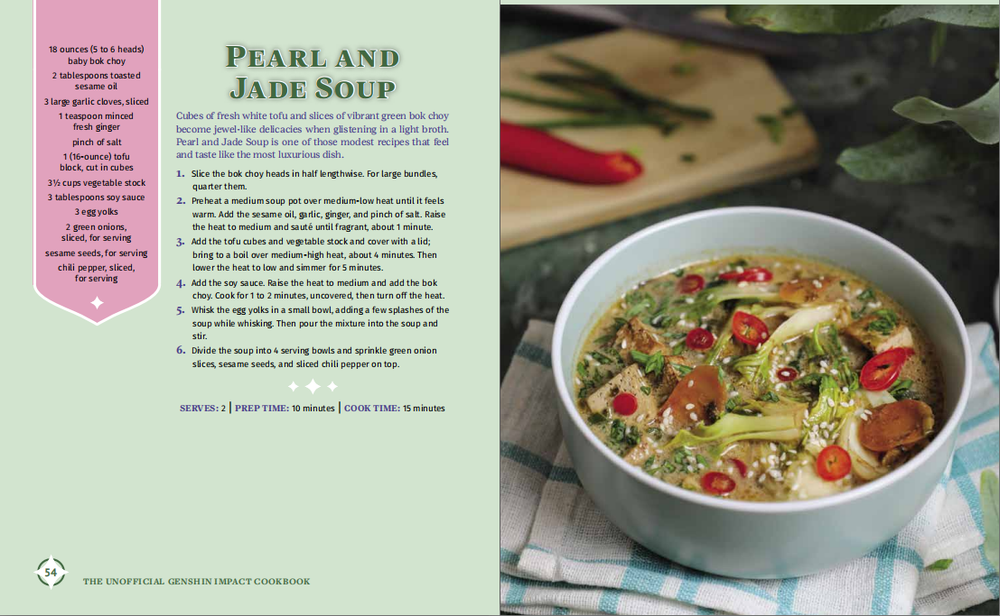 18 ounces (5 to 6 heads)
baby bok choy
2 tablespoons toasted
sesame oil
3 large garlic cloves, sliced
1 teaspoon minced
fresh ginger
pinch of salt
1 (16-ounce) tofu
block, cut in cubes
3½ cups vegetable stock
3 tablespoons soy sauce
3 egg yolks
2 green onions,
sliced, for serving
sesame seeds, for serving
chili pepper, sliced,
for serving
Pearl and
Jade Soup
Cubes of fresh white tofu and slices of vibrant green bok choy
become jewel-like delicacies when glistening in a light broth.
Pearl and Jade Soup is one of those modest recipes that feel
and taste like the most luxurious dish.
1. Slice the bok choy heads in half lengthwise. For large bundles,
quarter them.
2. Preheat a medium soup pot over medium-low heat until it feels
warm. Add the sesame oil, garlic, ginger, and pinch of salt. Raise
the heat to medium and sauté until fragrant, about 1 minute.
3. Add the tofu cubes and vegetable stock and cover with a lid;
bring to a boil over medium-high heat, about 4 minutes. Then
lower the heat to low and simmer for 5 minutes.
4. Add the soy sauce. Raise the heat to medium and add the bok
choy. Cook for 1 to 2 minutes, uncovered, then turn off the heat.
5. Whisk the egg yolks in a small bowl, adding a few splashes of the
soup while whisking. Then pour the mixture into the soup and
stir.
6. Divide the soup into 4 serving bowls and sprinkle green onion
slices, sesame seeds, and sliced chili pepper on top.
SERVES: 2 | PREP TIME: 10 minutes | COOK TIME: 15 minutes
54 THE UNOFFICIAL GENSHIN IMPACT COOKBOOK